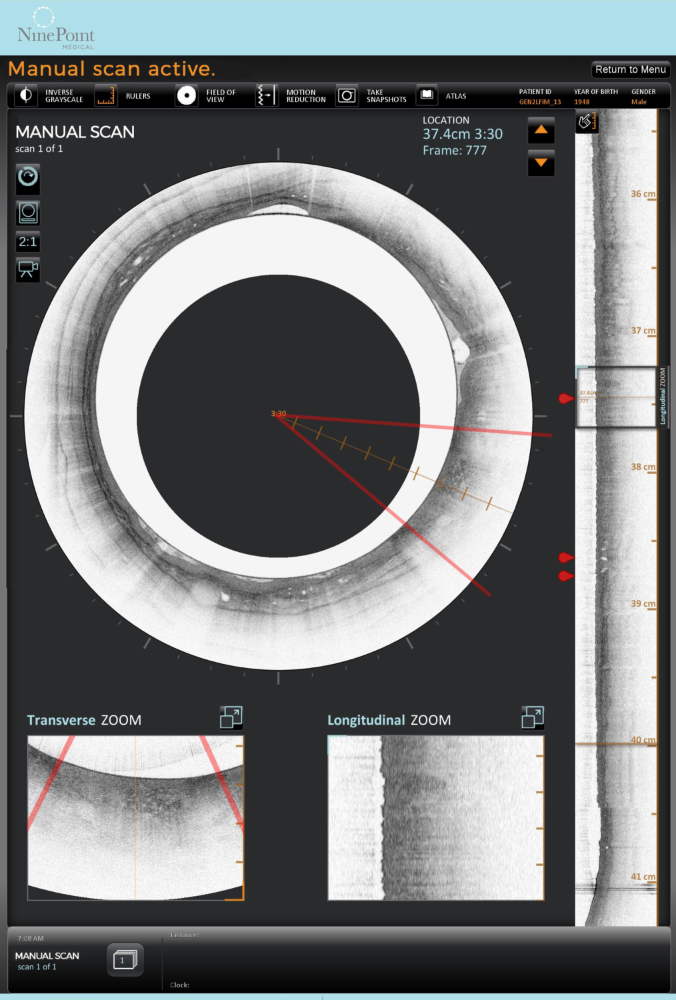 NinePoint
MEDICAL
Manual scan active.
Return to Menu
INVERSE GRAYSCALE
RULERS
FIELD OF VIEW
MOTION REDUCTION
TAKE SNAPSHOTS
ATLAS
PATIENT ID
GEN2LFIM_13
YEAR OF BIRTH
1948
GENDER
Male
MANUAL SCAN
scan 1 of 1
LOCATION
37.4cm 3:30
Frame: 777
2:1
3:30
36 cm
37 cm
37.4cm
777
Longitudinal ZOOM
38 cm
39 cm
40 cm
41 cm
Transverse ZOOM
Longitudinal ZOOM
7:08 AM
MANUAL SCAN
scan 1 of 1
1
Distance:
Clock: